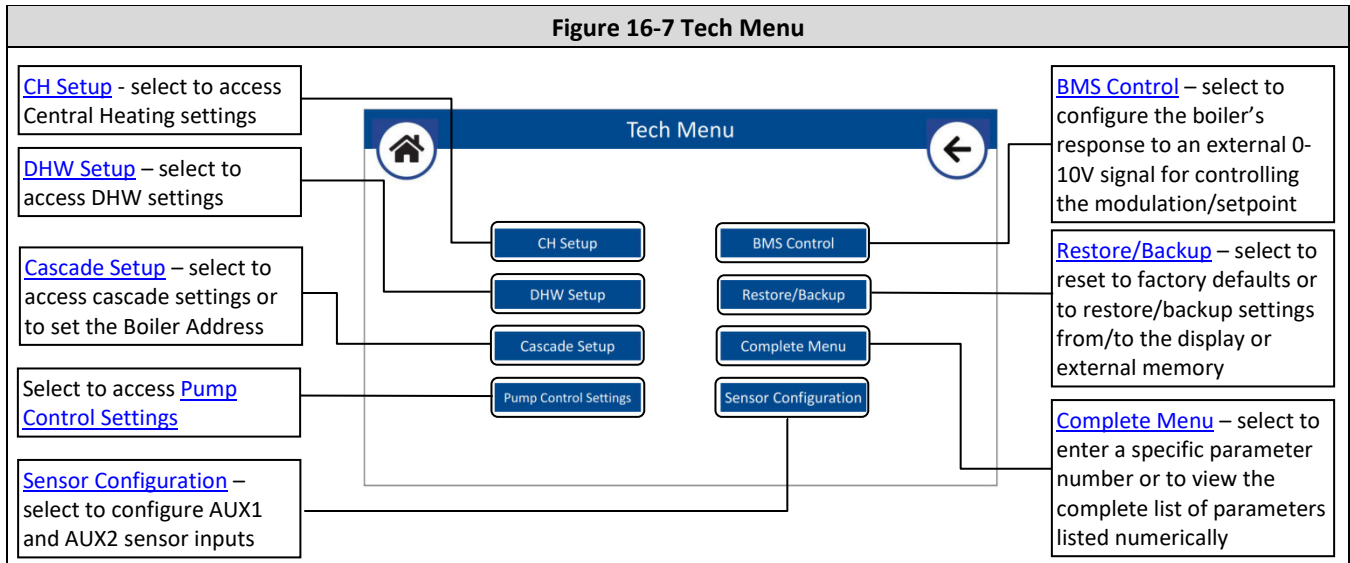 Figure 16-7 Tech Menu
CH Setup - select to access
Central Heating settings
DHW Setup – select to
access DHW settings
Cascade Setup – select to
access cascade settings or
to set the Boiler Address
Select to access Pump
Control Settings
Sensor Configuration –
select to configure AUX1
and AUX2 sensor inputs
Tech Menu
CH Setup
DHW Setup
Cascade Setup
Pump Control Settings
BMS Control
Restore/Backup
Complete Menu
Sensor Configuration
BMS Control – select to
configure the boiler’s
response to an external 0-
10V signal for controlling
the modulation/setpoint
Restore/Backup – select to
reset to factory defaults or
to restore/backup settings
from/to the display or
external memory
Complete Menu – select to
enter a specific parameter
number or to view the
complete list of parameters
listed numerically